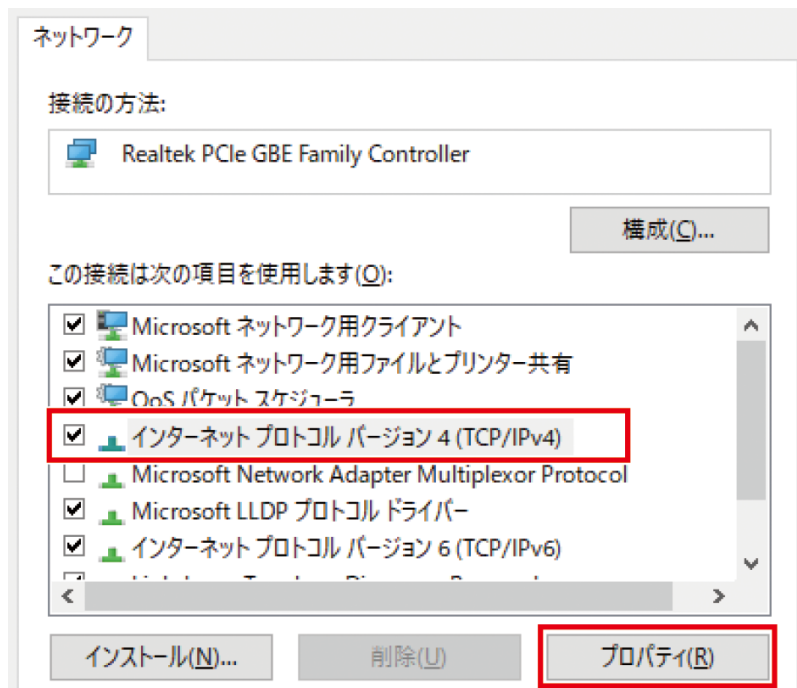 ネットワーク
接続の方法:
Realtek PCIe GBE Family Controller
構成(C)...
この接続は次の項目を使用します(O):
Microsoft ネットワーク用クライアント
Microsoft ネットワーク用ファイルとプリンター共有
QoS パケット スケジューラ
インターネット プロトコル バージョン 4 (TCP/IPv4)
Microsoft Network Adapter Multiplexor Protocol
Microsoft LLDP プロトコル ドライバー
インターネット プロトコル バージョン 6 (TCP/IPv6)
インストール(N)...
削除(U)
プロパティ(R)